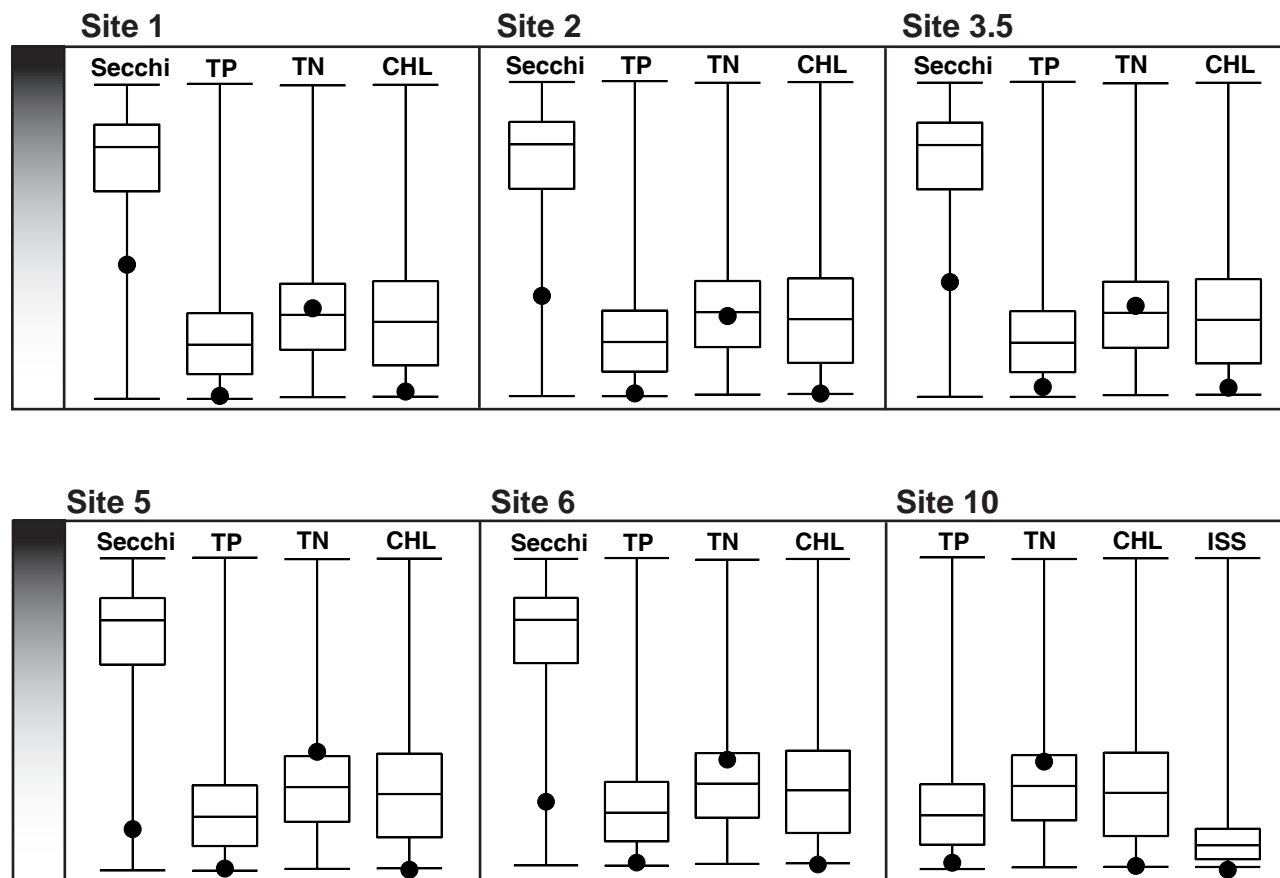 Site 1 Site 2 Site 3.5
Secchi TP TN CHL Secchi TP TN CHL Secchi TP TN CHL
Site 5 Site 6 Site 10
Secchi TP TN CHL Secchi TP TN CHL TP TN CHL ISS